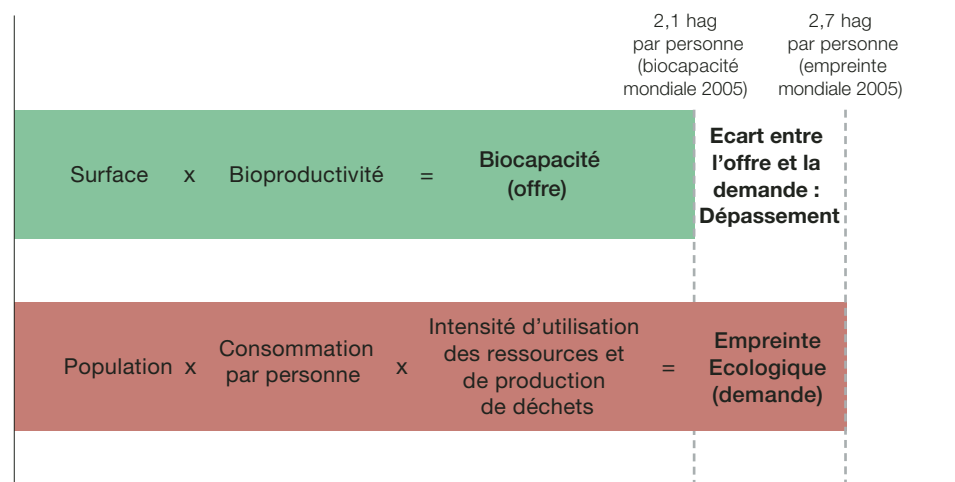 2,1 hag
par personne
(biocapacité
mondiale 2005)
2,7 hag
par personne
(empreinte
mondiale 2005)
Surface x Bioproductivité =
Biocapacité
(offre)
Ecart entre
l’offre et la
demande :
Dépassement
Population x
Consommation
par personne
x
Intensité d’utilisation
des ressources et
de production
de déchets
=
Empreinte
Ecologique
(demande)